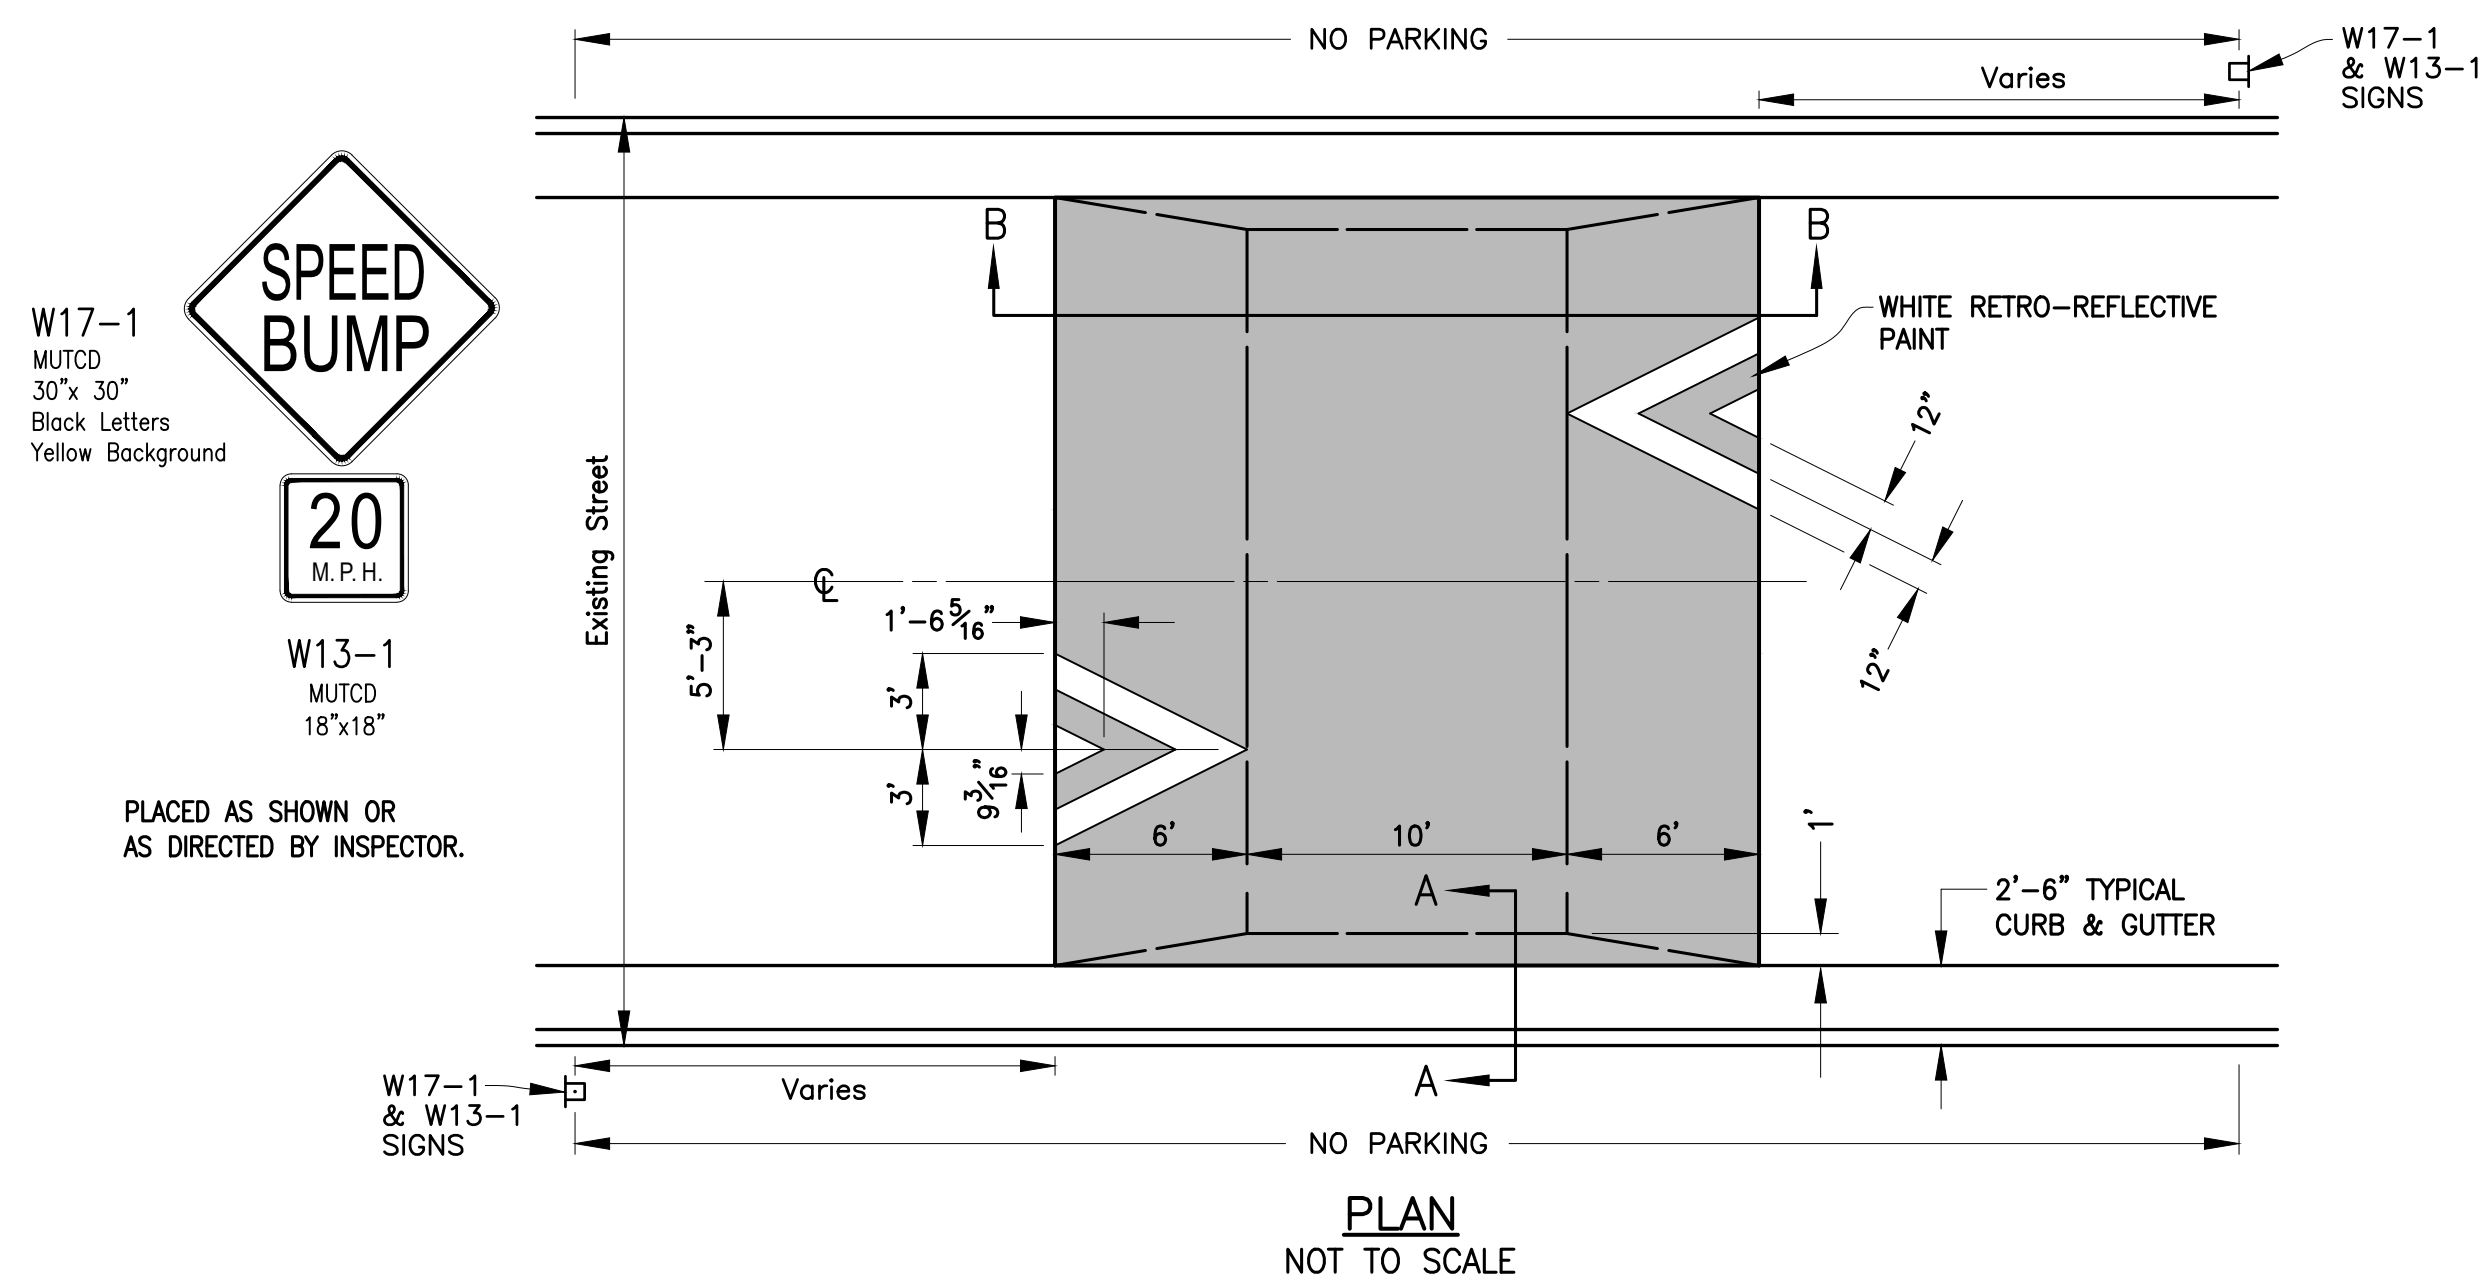 NO PARKING
W17-1
& W13-1
SIGNS
Varies
SPEED
BUMP
W17-1
MUTCD
30"x 30"
Black Letters
Yellow Background
20
M.P.H.
W13-1
MUTCD
18"x18"
PLACED AS SHOWN OR
AS DIRECTED BY INSPECTOR.
Existing Street
B
B
WHITE RETRO-REFLECTIVE
PAINT
12"
12"
℄
5'-3"
1'-6 5/16"
3'
3'
9 3/16"
6'
10'
6'
1'
A
A
2'-6" TYPICAL
CURB & GUTTER
W17-1
& W13-1
SIGNS
Varies
NO PARKING
PLAN
NOT TO SCALE